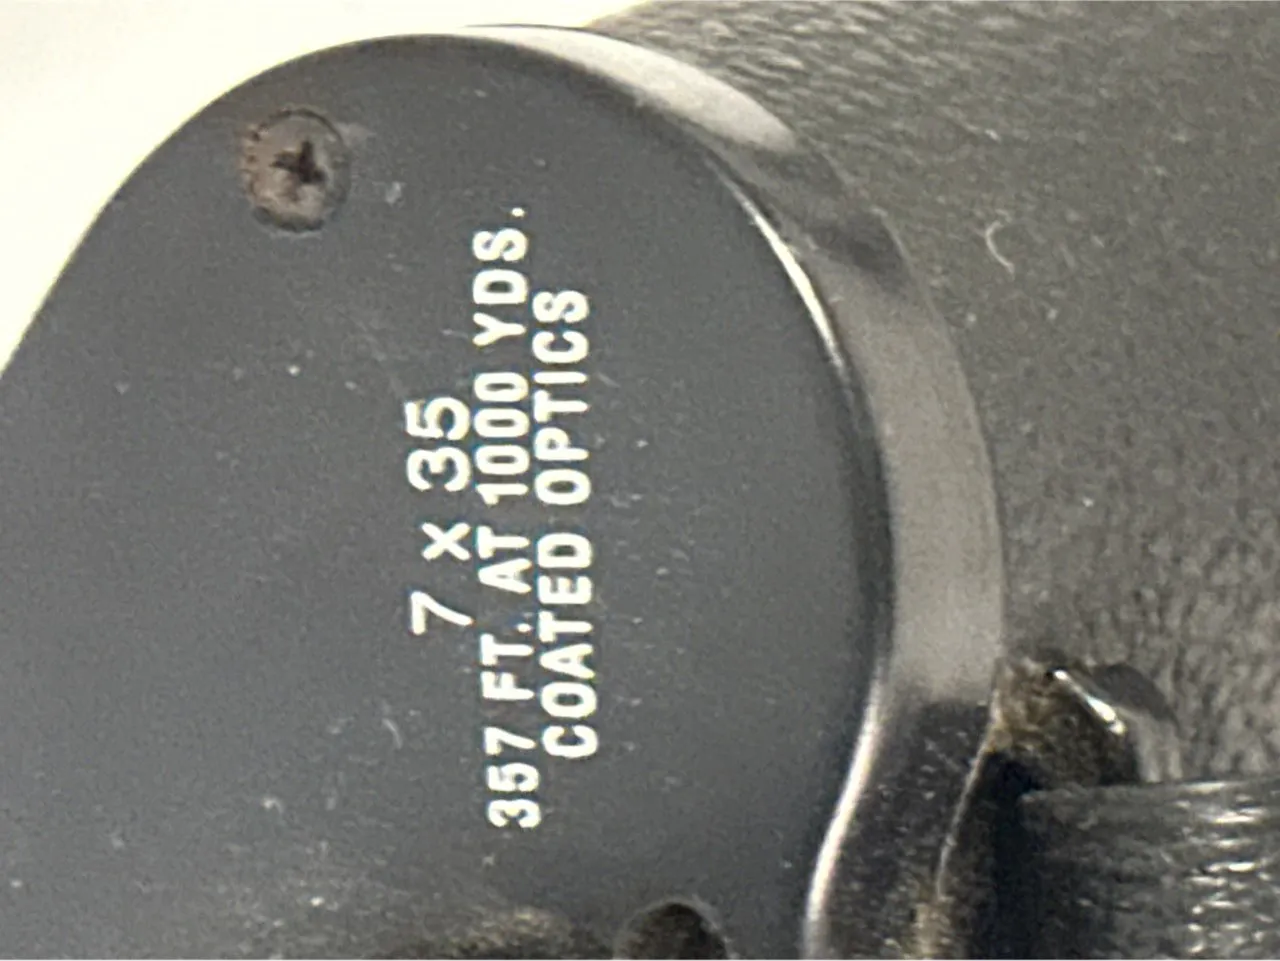 7 x 35
357 FT. AT 1000 YDS.
COATED OPTICS